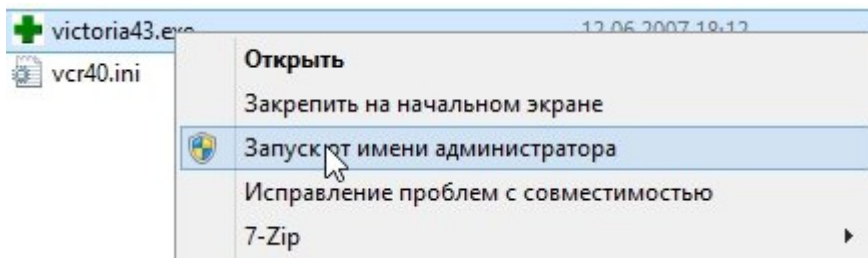 victoria43.exe 12.06.2007 18:12
vcr40.ini
Открыть
Закрепить на начальном экране
Запуск от имени администратора
Исправление проблем с совместимостью
7-Zip